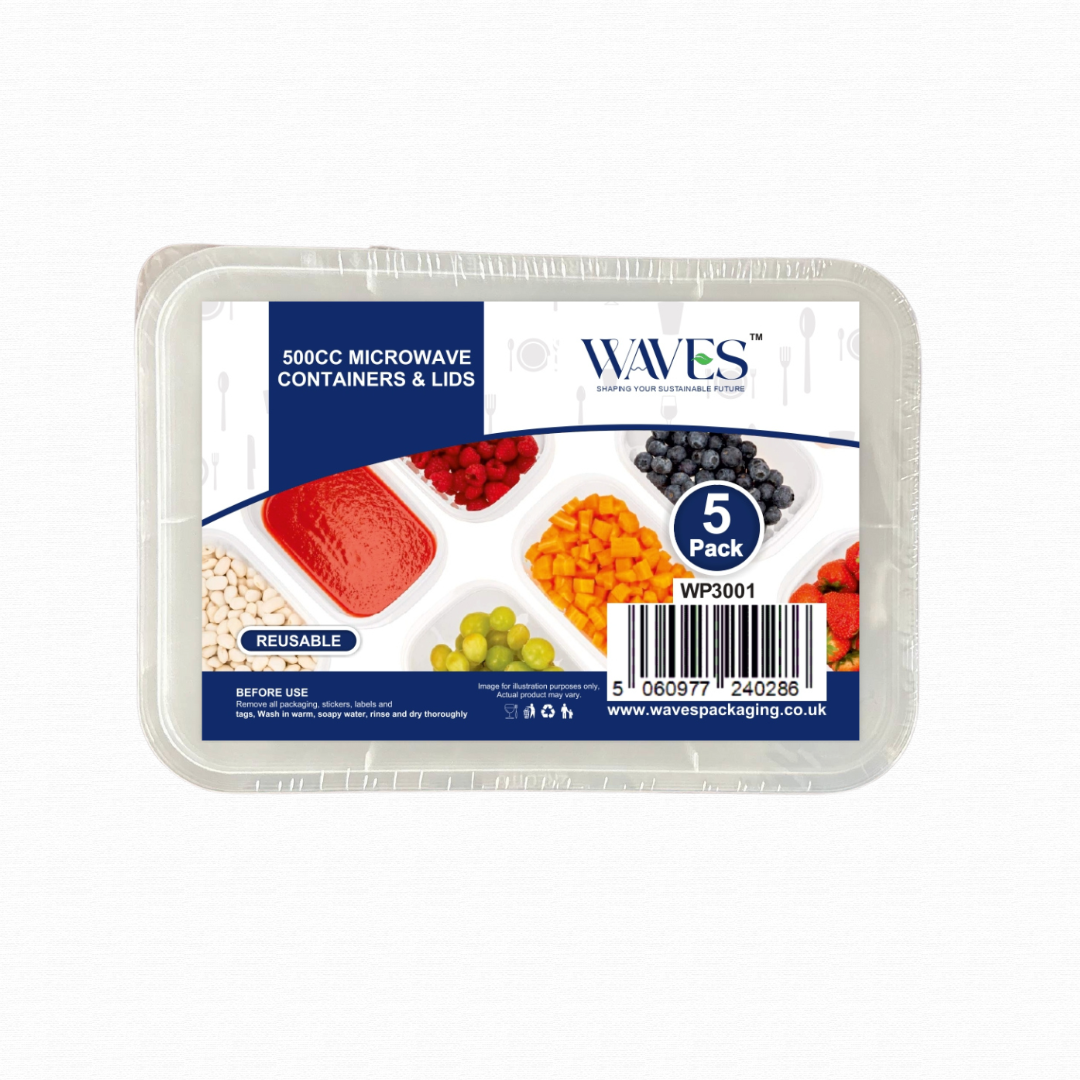 500CC MICROWAVE
CONTAINERS & LIDS
WAVES™
SHAPING YOUR SUSTAINABLE FUTURE
5
Pack
WP3001
REUSABLE
5 060977 240286
BEFORE USE
Remove all packaging, stickers, labels and
tags, Wash in warm, soapy water, rinse and dry thoroughly
Image for illustration purposes only,
Actual product may vary.
www.wavespackaging.co.uk